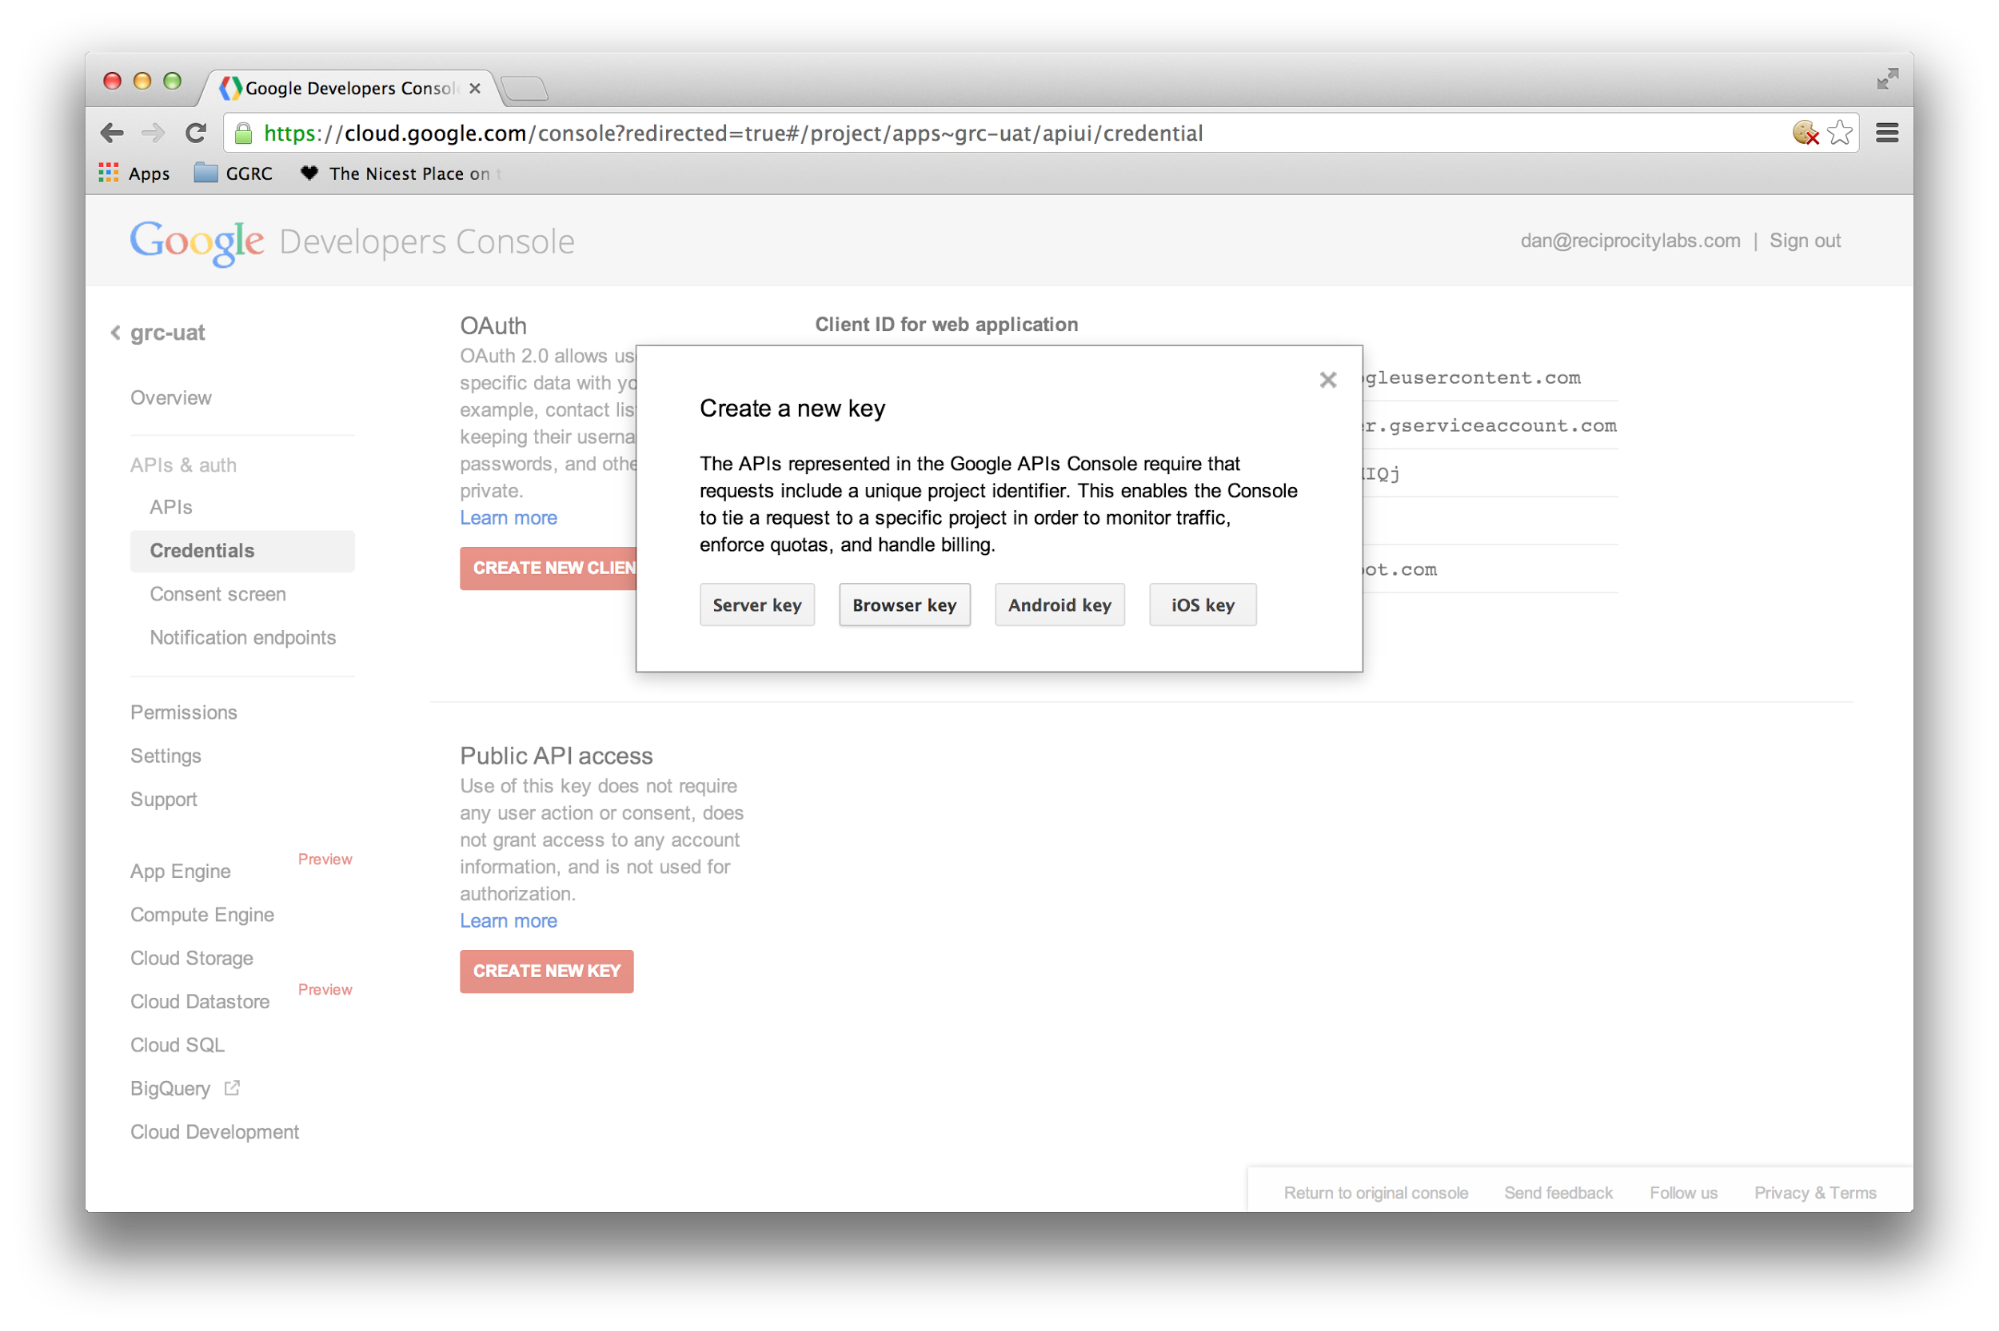 Google Developers Consol
https://cloud.google.com/console?redirected=true#/project/apps~grc-uat/apiui/credential
Apps GGRC The Nicest Place on t
Google Developers Console
dan@reciprocitylabs.com | Sign out
grc-uat
Overview
APIs & auth
APIs
Credentials
Consent screen
Notification endpoints
Permissions
Settings
Support
App Engine Preview
Compute Engine
Cloud Storage
Cloud Datastore Preview
Cloud SQL
BigQuery
Cloud Development
OAuth
OAuth 2.0 allows us
specific data with yo
example, contact lis
keeping their userna
passwords, and othe
private.
Learn more
CREATE NEW CLIEN
Client ID for web application
gleusercontent.com
r.gserviceaccount.com
IQj
ot.com
Create a new key
The APIs represented in the Google APIs Console require that
requests include a unique project identifier. This enables the Console
to tie a request to a specific project in order to monitor traffic,
enforce quotas, and handle billing.
Server key Browser key Android key iOS key
Public API access
Use of this key does not require
any user action or consent, does
not grant access to any account
information, and is not used for
authorization.
Learn more
CREATE NEW KEY
Return to original console Send feedback Follow us Privacy & Terms